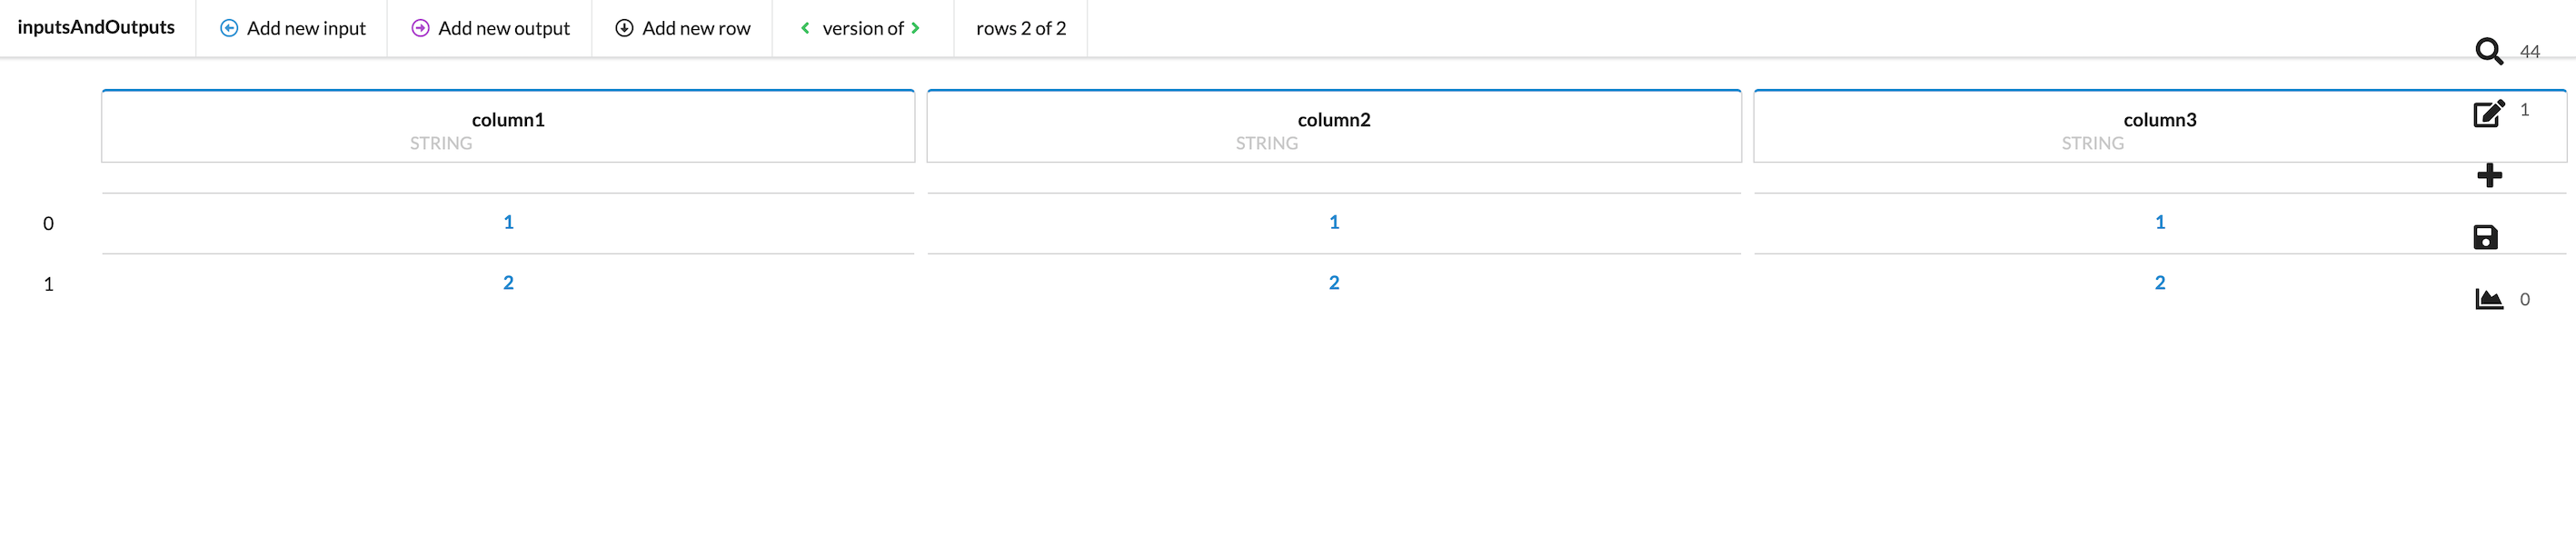 inputsAndOutputs Add new input Add new output Add new row version of rows 2 of 2
44
column1 column2 column3 1
STRING STRING STRING
0 1 1 1
1 2 2 2
0